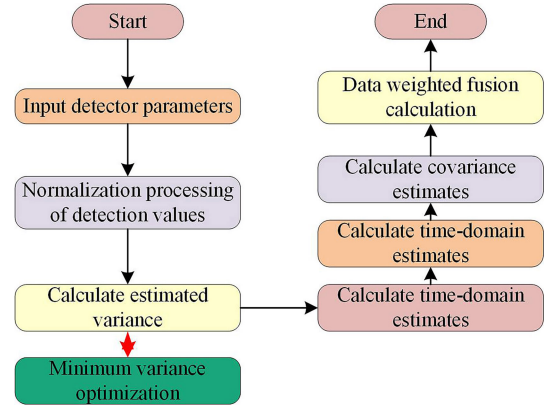 Start
Input detector parameters
Normalization processing
of detection values
Calculate estimated
variance
Minimum variance
optimization
Calculate time-domain
estimates
Calculate time-domain
estimates
Calculate covariance
estimates
Data weighted fusion
calculation
End